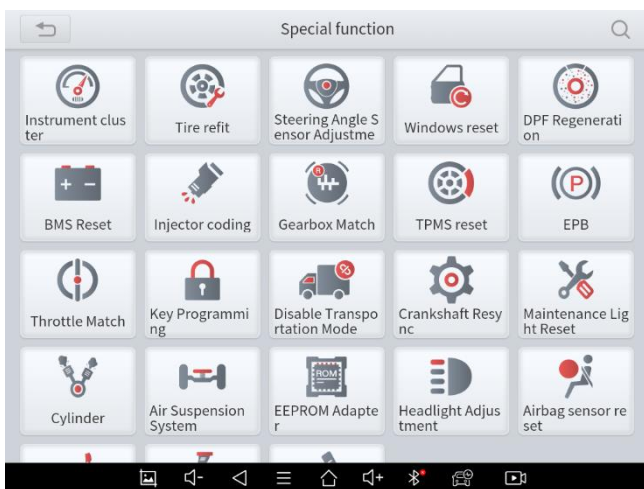 Special function
Instrument clus
ter
Tire refit
Steering Angle S
ensor Adjustme
Windows reset
DPF Regenerati
on
+ -
BMS Reset
Injector coding
R
Gearbox Match
TPMS reset
(P)
EPB
Throttle Match
Key Programmi
ng
Disable Transpo
rtation Mode
Crankshaft Resy
nc
Maintenance Lig
ht Reset
Cylinder
Air Suspension
System
ROM
EEPROM Adapte
r
Headlight Adjus
tment
Airbag sensor re
set